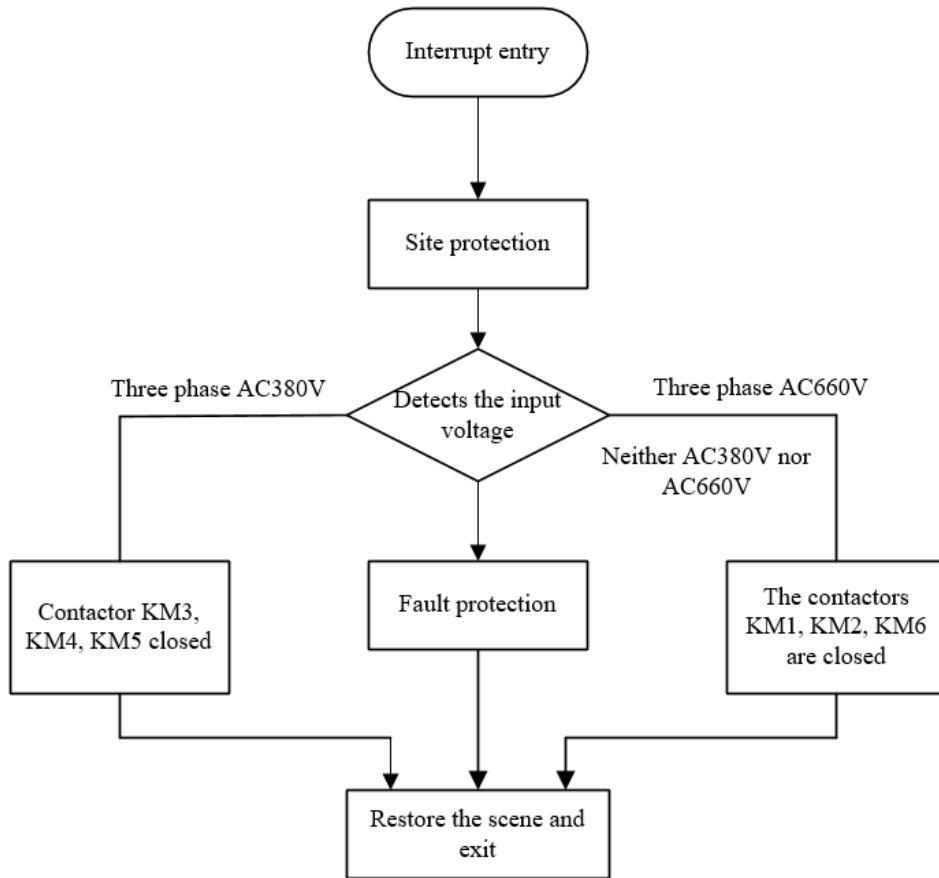 Interrupt entry
Site protection
Three phase AC380V
Detects the input
voltage
Three phase AC660V
Neither AC380V nor
AC660V
Contactor KM3,
KM4, KM5 closed
Fault protection
The contactors
KM1, KM2, KM6
are closed
Restore the scene and
exit